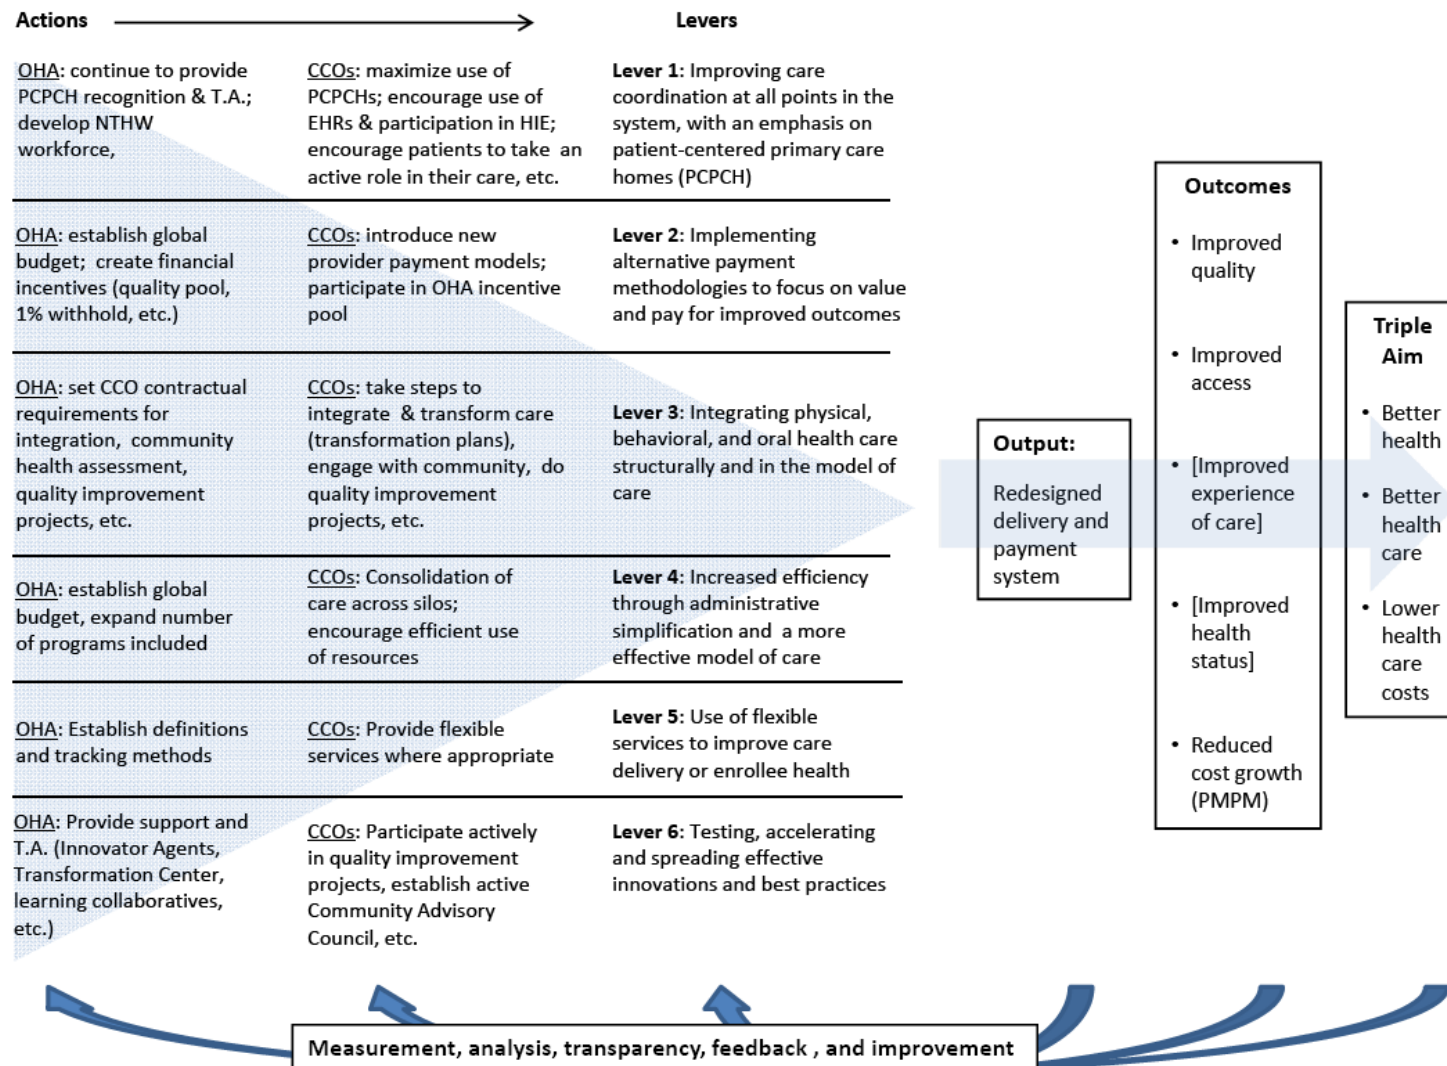 Actions
Levers
OHA: continue to provide
PCPCH recognition & T.A.;
develop NTHW
workforce,
CCOs: maximize use of
PCPCHs; encourage use of
EHRs & participation in HIE;
encourage patients to take an
active role in their care, etc.
Lever 1: Improving care
coordination at all points in the
system, with an emphasis on
patient-centered primary care
homes (PCPCH)
OHA: establish global
budget; create financial
incentives (quality pool,
1% withhold, etc.)
CCOs: introduce new
provider payment models;
participate in OHA incentive
pool
Lever 2: Implementing
alternative payment
methodologies to focus on value
and pay for improved outcomes
OHA: set CCO contractual
requirements for
integration, community
health assessment,
quality improvement
projects, etc.
CCOs: take steps to
integrate & transform care
(transformation plans),
engage with community, do
quality improvement
projects, etc.
Lever 3: Integrating physical,
behavioral, and oral health care
structurally and in the model of
care
OHA: establish global
budget, expand number
of programs included
CCOs: Consolidation of
care across silos;
encourage efficient use
of resources
Lever 4: Increased efficiency
through administrative
simplification and a more
effective model of care
OHA: Establish definitions
and tracking methods
CCOs: Provide flexible
services where appropriate
Lever 5: Use of flexible
services to improve care
delivery or enrollee health
OHA: Provide support and
T.A. (Innovator Agents,
Transformation Center,
learning collaboratives,
etc.)
CCOs: Participate actively
in quality improvement
projects, establish active
Community Advisory
Council, etc.
Lever 6: Testing, accelerating
and spreading effective
innovations and best practices
Output:
Redesigned
delivery and
payment
system
Outcomes
• Improved
quality
• Improved
access
• [Improved
experience
of care]
• [Improved
health
status]
• Reduced
cost growth
(PMPM)
Triple
Aim
• Better
health
• Better
health
care
• Lower
health
care
costs
Measurement, analysis, transparency, feedback , and improvement